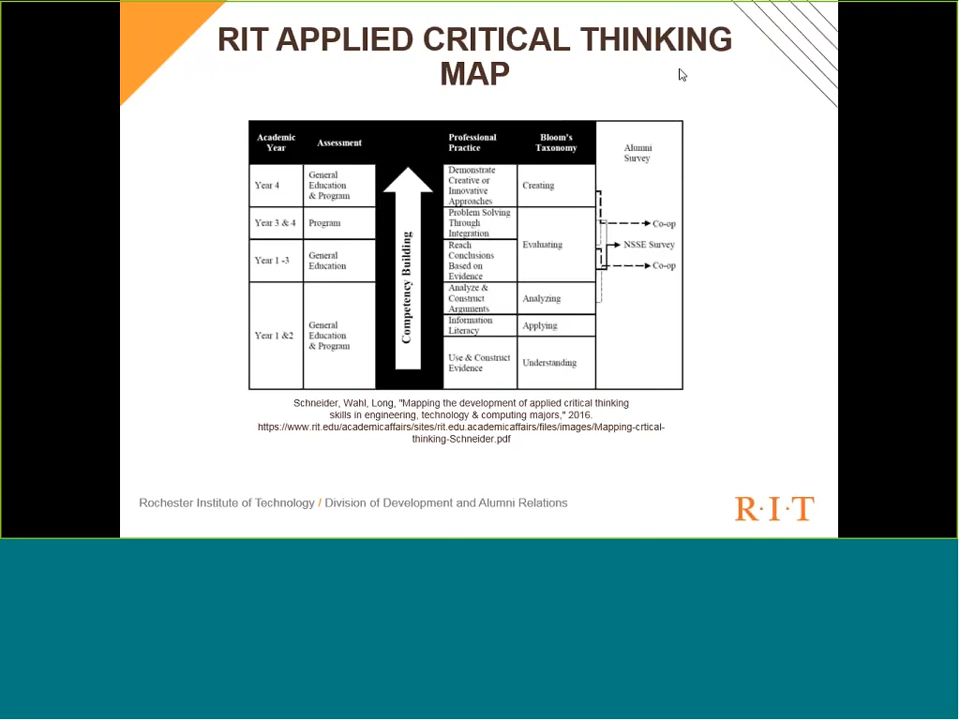 RIT APPLIED CRITICAL THINKING
MAP
Academic
Year
Assessment
Professional
Practice
Bloom's
Taxonomy
Alumni
Survey
Year 4
General
Education
& Program
Demonstrate
Creative or
Innovative
Approaches
Creating
Year 3 & 4
Program
Problem Solving
Through
Integration
Evaluating
Co-op
NSSE Survey
Co-op
Year 1 -3
General
Education
Reach
Conclusions
Based on
Evidence
Competency Building
Year 1 &2
General
Education
& Program
Analyze &
Construct
Arguments
Analyzing
Information
Literacy
Applying
Use & Construct
Evidence
Understanding
Schneider, Wahl, Long, "Mapping the development of applied critical thinking
skills in engineering, technology & computing majors," 2016.
https://www.rit.edu/academicaffairs/sites/rit.edu.academicaffairs/files/images/Mapping-crtical-
thinking-Schneider.pdf
Rochester Institute of Technology / Division of Development and Alumni Relations
R·I·T